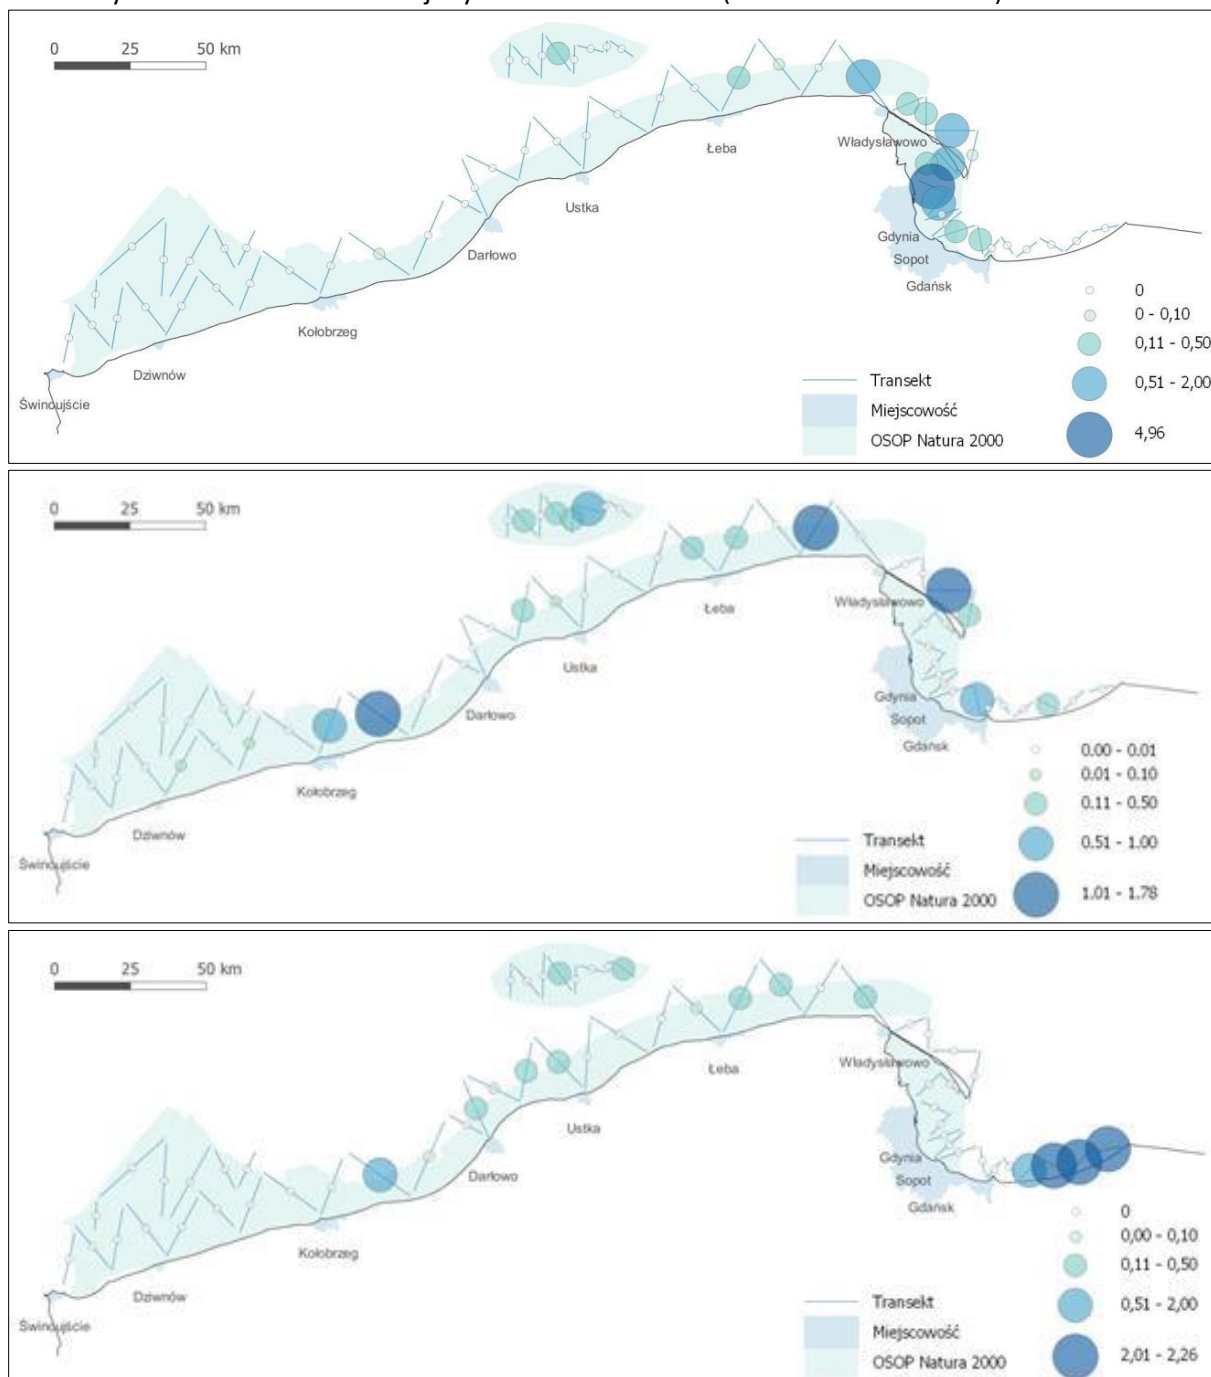 0 25 50 km
Łeba
Władysławowo
Ustka
Gdynia
Darłowo
Sopot
Gdańsk
Kołobrzeg
Dziwnów
Świnoujście
0
0 - 0,10
0,11 - 0,50
0,51 - 2,00
4,96
Transekt
Miejscowość
OSOP Natura 2000
0 25 50 km
Łeba
Władysławowo
Ustka
Gdynia
Darłowo
Sopot
Gdańsk
Kołobrzeg
Dziwnów
Świnoujście
0.00 - 0.01
0.01 - 0.10
0.11 - 0.50
0.51 - 1.00
1.01 - 1.78
Transekt
Miejscowość
OSOP Natura 2000
0 25 50 km
Łeba
Władysławowo
Ustka
Gdynia
Darłowo
Sopot
Gdańsk
Kołobrzeg
Dziwnów
Świnoujście
0
0,00 - 0,10
0,11 - 0,50
0,51 - 2,00
2,01 - 2,26
Transekt
Miejscowość
OSOP Natura 2000